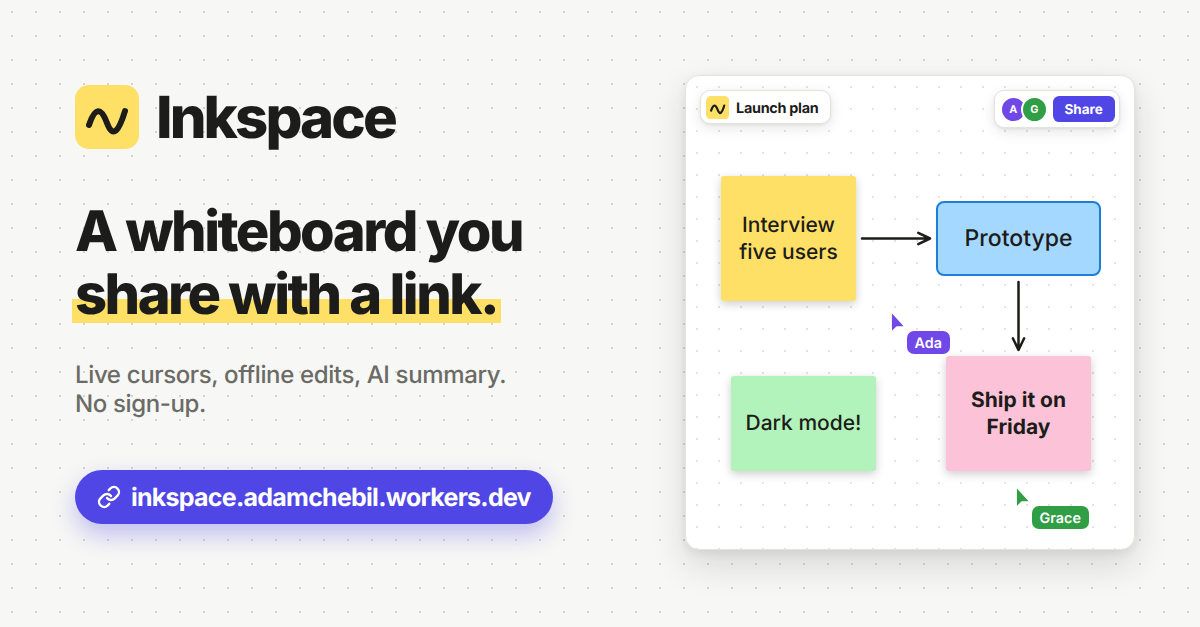 Inkspace
A whiteboard you
share with a link.
Live cursors, offline edits, AI summary.
No sign-up.
inkspace.adamchebil.workers.dev
Launch plan
A
G
Share
Interview
five users
Prototype
Ada
Dark mode!
Ship it on
Friday
Grace